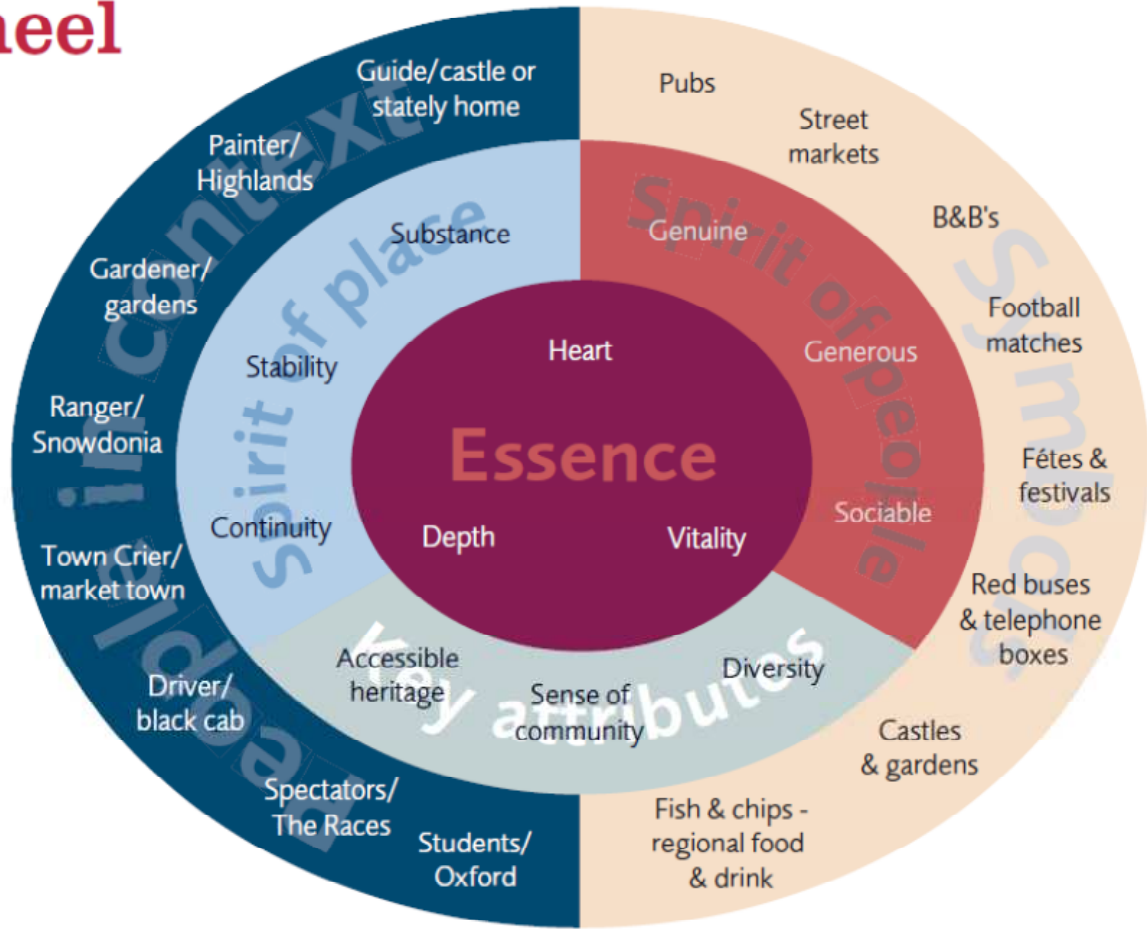 heel
People in context
Guide/castle or
stately home
Painter/
Highlands
Gardener/
gardens
Ranger/
Snowdonia
Town Crier/
market town
Driver/
black cab
Spectators/
The Races
Students/
Oxford
Symbols
Pubs
Street
markets
B&B's
Football
matches
Fétes &
festivals
Red buses
& telephone
boxes
Castles
& gardens
Fish & chips -
regional food
& drink
Spirit of place
Substance
Stability
Continuity
Spirit of people
Genuine
Generous
Sociable
Key attributes
Accessible
heritage
Sense of
community
Diversity
Heart
Essence
Depth
Vitality